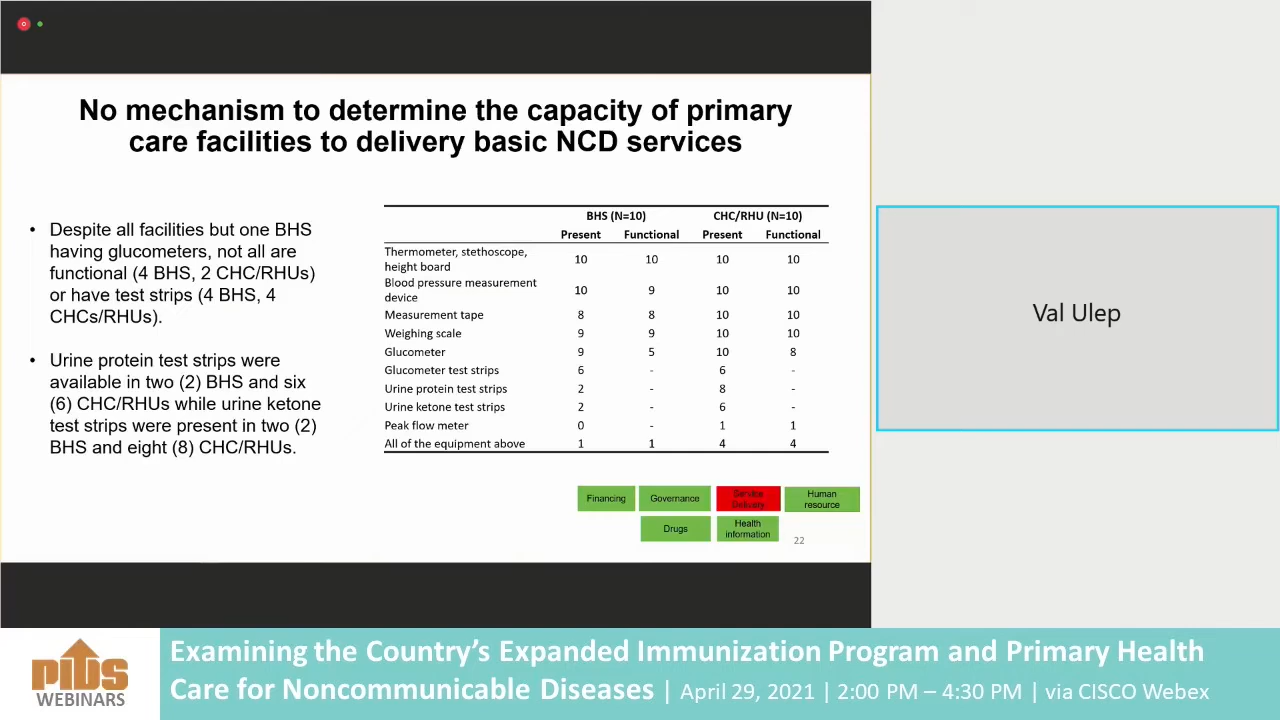 No mechanism to determine the capacity of primary
care facilities to delivery basic NCD services
• Despite all facilities but one BHS
having glucometers, not all are
functional (4 BHS, 2 CHC/RHUs)
or have test strips (4 BHS, 4
CHCs/RHUs).
• Urine protein test strips were
available in two (2) BHS and six
(6) CHC/RHUs while urine ketone
test strips were present in two (2)
BHS and eight (8) CHC/RHUs.
BHS (N=10) CHC/RHU (N=10)
Present Functional Present Functional
Thermometer, stethoscope,
height board 10 10 10 10
Blood pressure measurement
device 10 9 10 10
Measurement tape 8 8 10 10
Weighing scale 9 9 10 10
Glucometer 9 5 10 8
Glucometer test strips 6 - 6 -
Urine protein test strips 2 - 8 -
Urine ketone test strips 2 - 6 -
Peak flow meter 0 - 1 1
All of the equipment above 1 1 4 4
Financing Governance Service Delivery Human resource
Drugs Health information
22
Val Ulep
PIDS
WEBINARS
Examining the Country's Expanded Immunization Program and Primary Health
Care for Noncommunicable Diseases | April 29, 2021 | 2:00 PM – 4:30 PM | via CISCO Webex